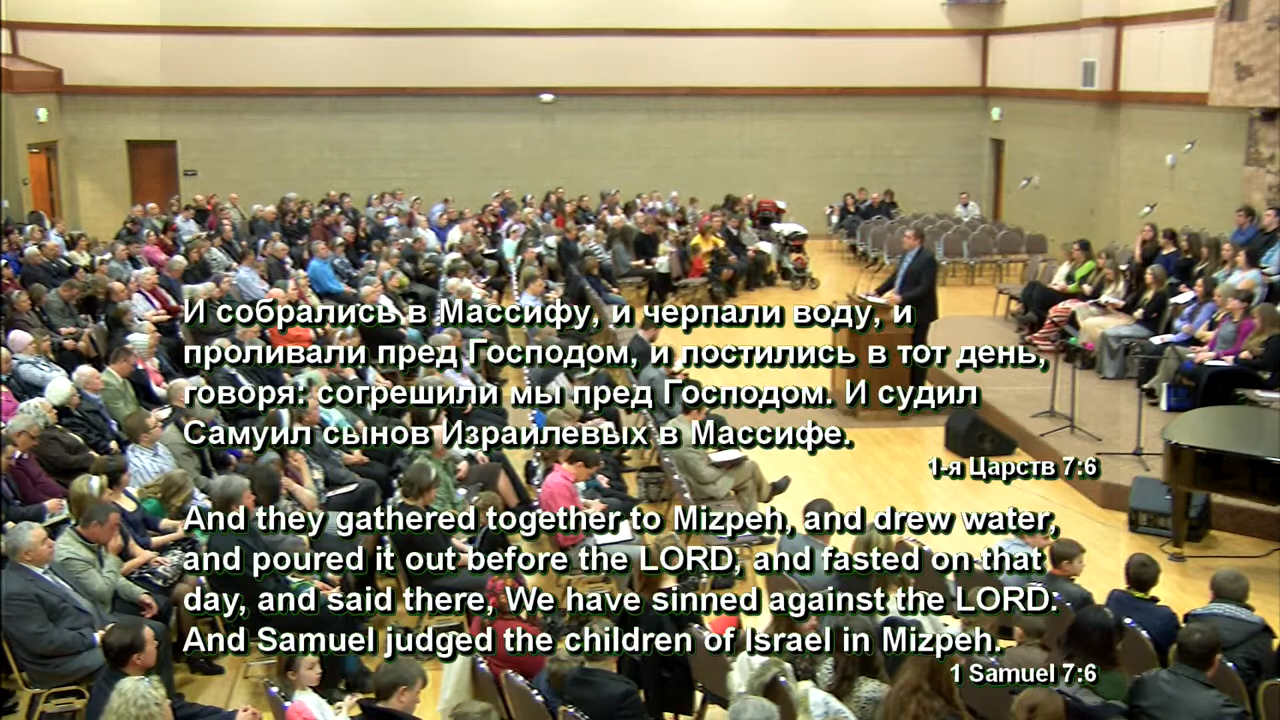 И собрались в Массифу, и черпали воду, и
проливали пред Господом, и постились в тот день,
говоря: согрешили мы пред Господом. И судил
Самуил сынов Израилевых в Массифе.
1-я Царств 7:6
And they gathered together to Mizpeh, and drew water,
and poured it out before the LORD, and fasted on that
day, and said there, We have sinned against the LORD.
And Samuel judged the children of Israel in Mizpeh.
1 Samuel 7:6